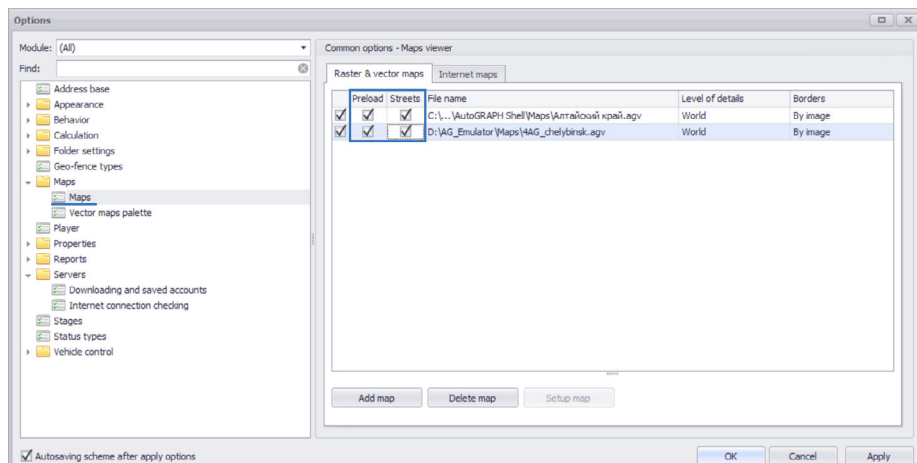 Options
Module: (All)
Find:
Address base
Appearance
Behavior
Calculation
Folder settings
Geo-fence types
Maps
Maps
Vector maps palette
Player
Properties
Reports
Servers
Downloading and saved accounts
Internet connection checking
Stages
Status types
Vehicle control
Common options - Maps viewer
Raster & vector maps Internet maps
Preload Streets File name Level of details Borders
C:\...\AutoGRAPH Shell\Maps\Алтайский край.agv World By image
D:\AG_Emulator\Maps\4AG_chelybinsk.agv World By image
Add map Delete map Setup map
Autosaving scheme after apply options
OK Cancel Apply